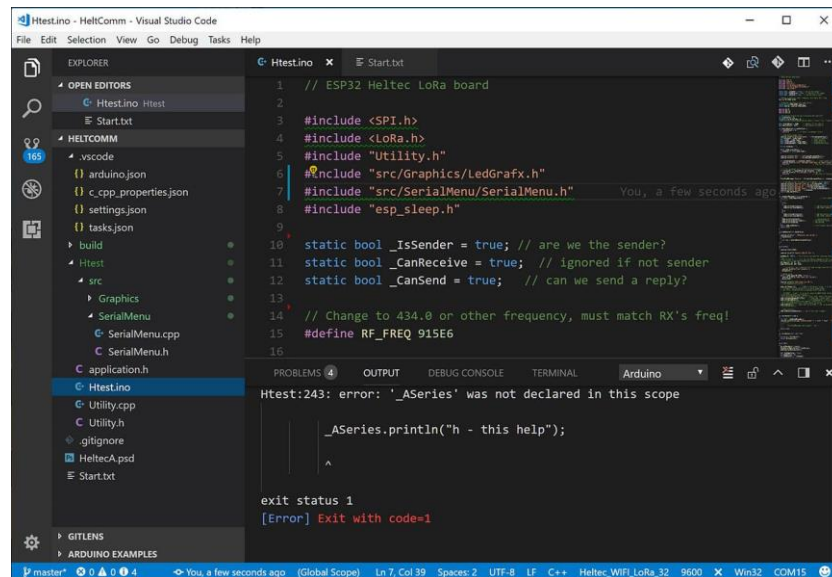 Htest.ino - HeltComm - Visual Studio Code
File Edit Selection View Go Debug Tasks Help
EXPLORER
OPEN EDITORS
Htest.ino Htest
Start.txt
HELTCOMM
165
.vscode
arduino.json
c_cpp_properties.json
settings.json
tasks.json
build
Htest
src
Graphics
SerialMenu
SerialMenu.cpp
SerialMenu.h
application.h
Htest.ino
Utility.cpp
Utility.h
.gitignore
HeltecA.psd
Start.txt
GITLENS
ARDUINO EXAMPLES
Htest.ino Start.txt
1 // ESP32 Heltec LoRa board
2
3 #include <SPI.h>
4 #include <LoRa.h>
5 #include "Utility.h"
6 #include "src/Graphics/LedGrafx.h"
7 #include "src/SerialMenu/SerialMenu.h" You, a few seconds ago
8 #include "esp_sleep.h"
9
10 static bool _IsSender = true; // are we the sender?
11 static bool _CanReceive = true; // ignored if not sender
12 static bool _CanSend = true; // can we send a reply?
13
14 // Change to 434.0 or other frequency, must match RX's freq!
15 #define RF_FREQ 915E6
16
PROBLEMS 4 OUTPUT DEBUG CONSOLE TERMINAL Arduino
Htest:243: error: '_ASeries' was not declared in this scope
_ASeries.println("h - this help");
^
exit status 1
[Error] Exit with code=1
master* 0 0 4 You, a few seconds ago (Global Scope) Ln 7, Col 39 Spaces: 2 UTF-8 LF C++ Heltec_WIFI_LoRa_32 9600 Win32 COM15